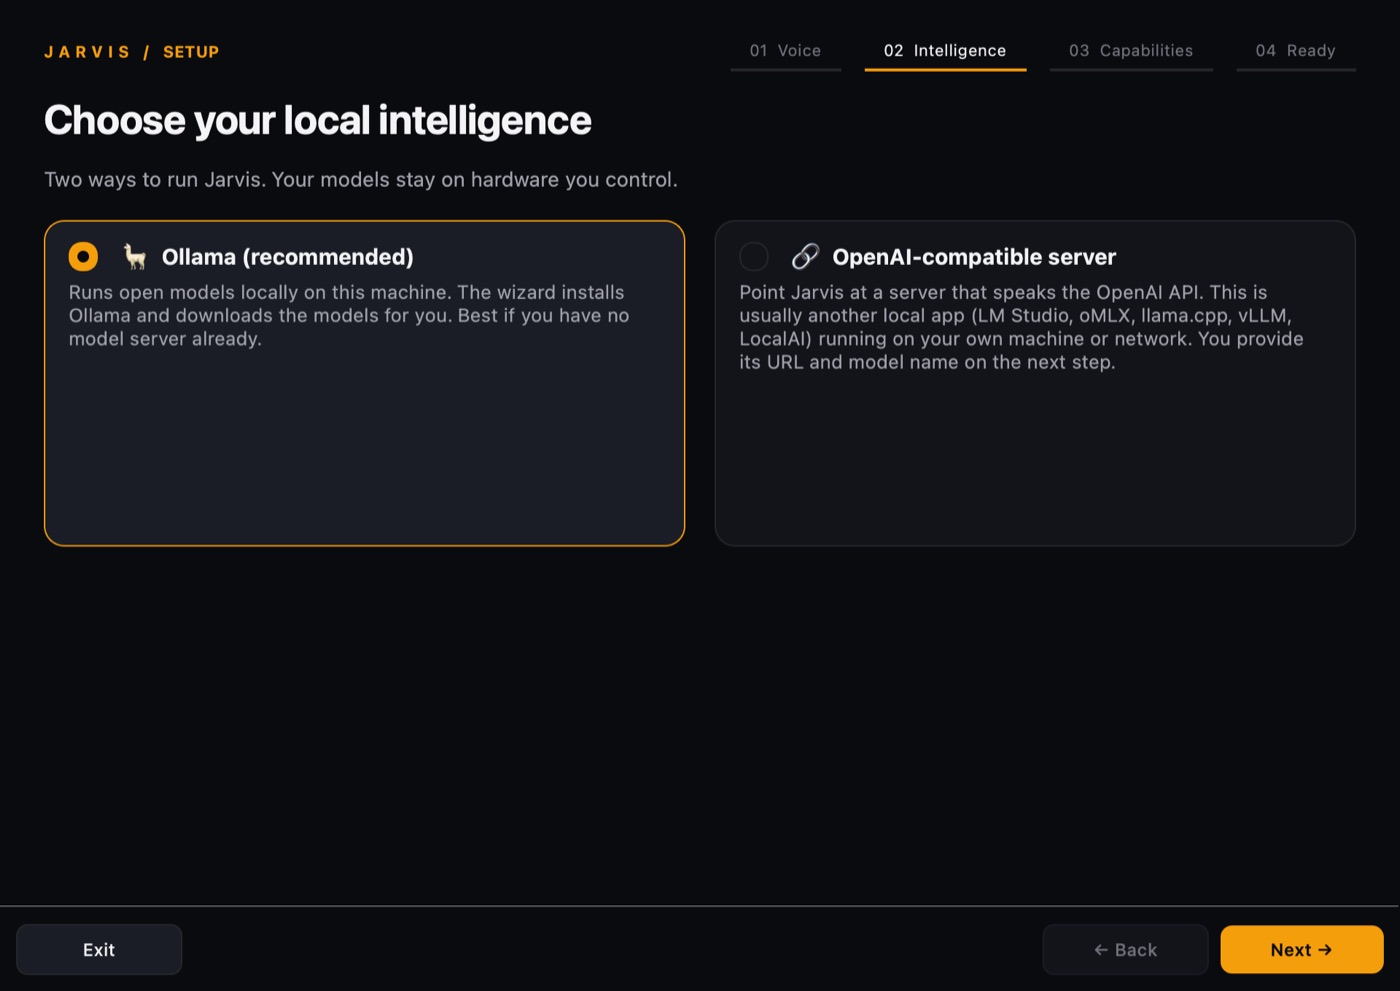 JARVIS / SETUP
01 Voice
02 Intelligence
03 Capabilities
04 Ready
Choose your local intelligence
Two ways to run Jarvis. Your models stay on hardware you control.
Ollama (recommended)
Runs open models locally on this machine. The wizard installs
Ollama and downloads the models for you. Best if you have no
model server already.
OpenAI-compatible server
Point Jarvis at a server that speaks the OpenAI API. This is
usually another local app (LM Studio, oMLX, llama.cpp, vLLM,
LocalAI) running on your own machine or network. You provide
its URL and model name on the next step.
Exit
← Back
Next →